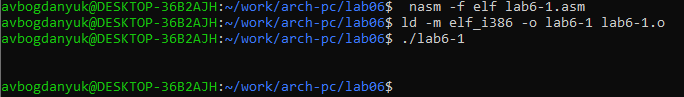 avbogdanyuk@DESKTOP-36B2AJH:~/work/arch-pc/lab06$  nasm -f elf lab6-1.asm
avbogdanyuk@DESKTOP-36B2AJH:~/work/arch-pc/lab06$ ld -m elf_i386 -o lab6-1 lab6-1.o
avbogdanyuk@DESKTOP-36B2AJH:~/work/arch-pc/lab06$ ./lab6-1
avbogdanyuk@DESKTOP-36B2AJH:~/work/arch-pc/lab06$